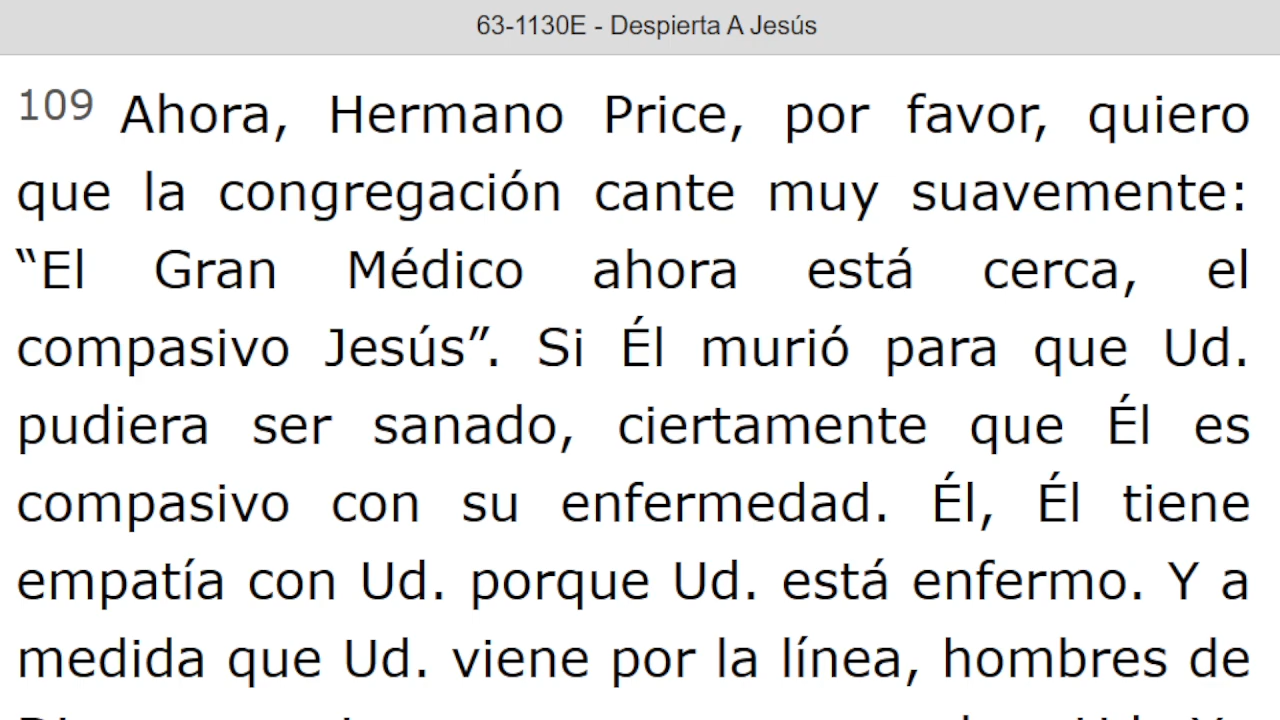 63-1130E - Despierta A Jesús
109 Ahora, Hermano Price, por favor, quiero
que la congregación cante muy suavemente:
“El Gran Médico ahora está cerca, el
compasivo Jesús”. Si Él murió para que Ud.
pudiera ser sanado, ciertamente que Él es
compasivo con su enfermedad. Él, Él tiene
empatía con Ud. porque Ud. está enfermo. Y a
medida que Ud. viene por la línea, hombres de